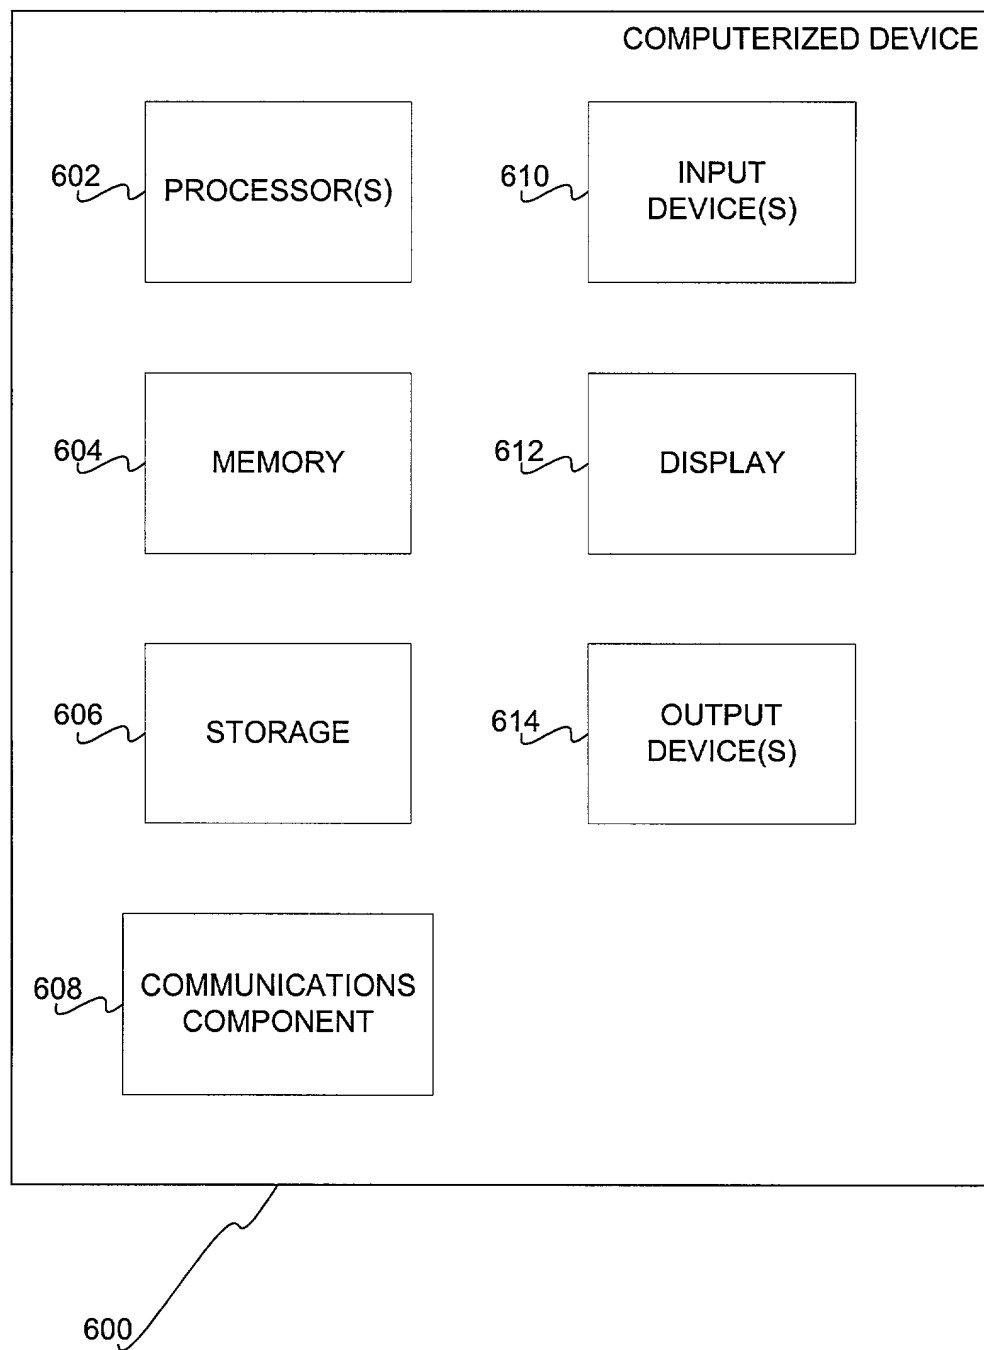 COMPUTERIZED DEVICE
602
PROCESSOR(S)
610
INPUT
DEVICE(S)
604
MEMORY
612
DISPLAY
606
STORAGE
614
OUTPUT
DEVICE(S)
608
COMMUNICATIONS
COMPONENT
600